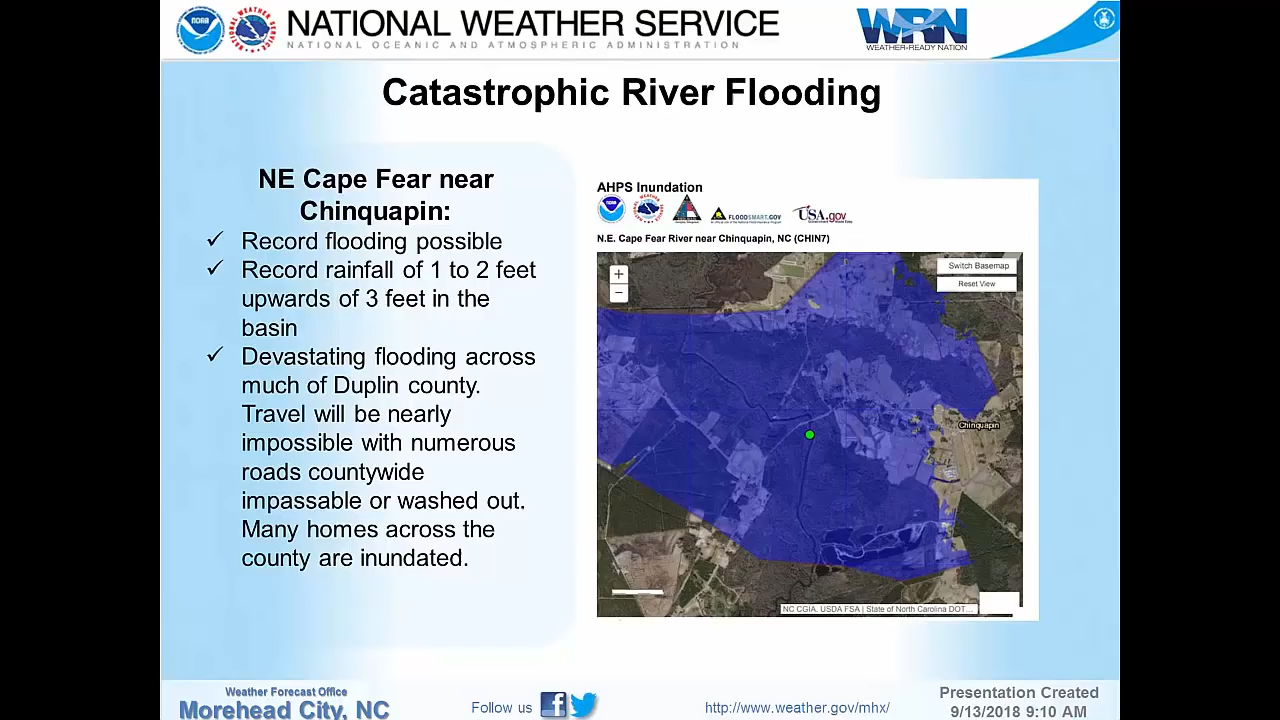 NOAA
NATIONAL WEATHER SERVICE
NATIONAL OCEANIC AND ATMOSPHERIC ADMINISTRATION
WRN
WEATHER-READY NATION
Catastrophic River Flooding
NE Cape Fear near
Chinquapin:
✓ Record flooding possible
✓ Record rainfall of 1 to 2 feet
upwards of 3 feet in the
basin
✓ Devastating flooding across
much of Duplin county.
Travel will be nearly
impossible with numerous
roads countywide
impassable or washed out.
Many homes across the
county are inundated.
AHPS Inundation
FLOODSMART.GOV
USA.gov
N.E. Cape Fear River near Chinquapin, NC (CHIN7)
+
−
Switch Basemap
Reset View
Chinquapin
NC CGIA, USDA FSA | State of North Carolina DOT...
Weather Forecast Office
Morehead City, NC
Follow us
http://www.weather.gov/mhx/
Presentation Created
9/13/2018 9:10 AM